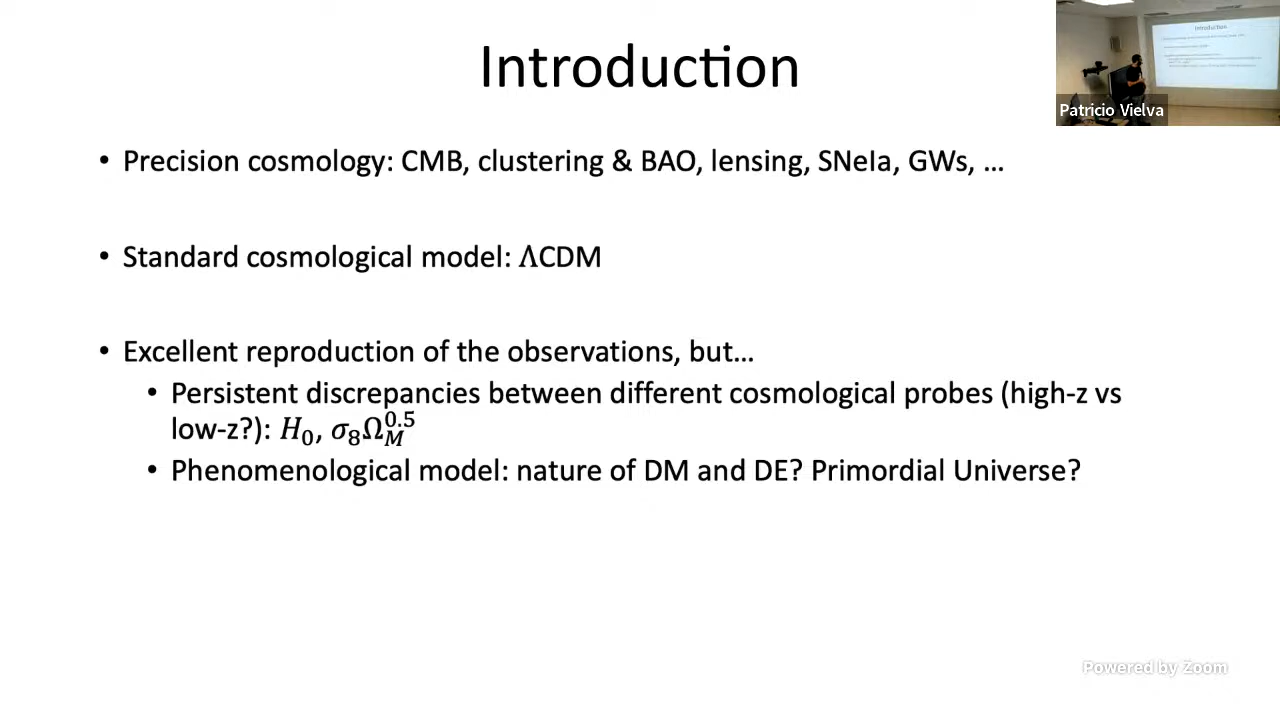 Introduction
Patricio Vielva
• Precision cosmology: CMB, clustering & BAO, lensing, SNeIa, GWs, ...
• Standard cosmological model: ΛCDM
• Excellent reproduction of the observations, but...
• Persistent discrepancies between different cosmological probes (high-z vs
low-z?): H₀, σ₈Ω_M^0.5
• Phenomenological model: nature of DM and DE? Primordial Universe?
Powered by Zoom